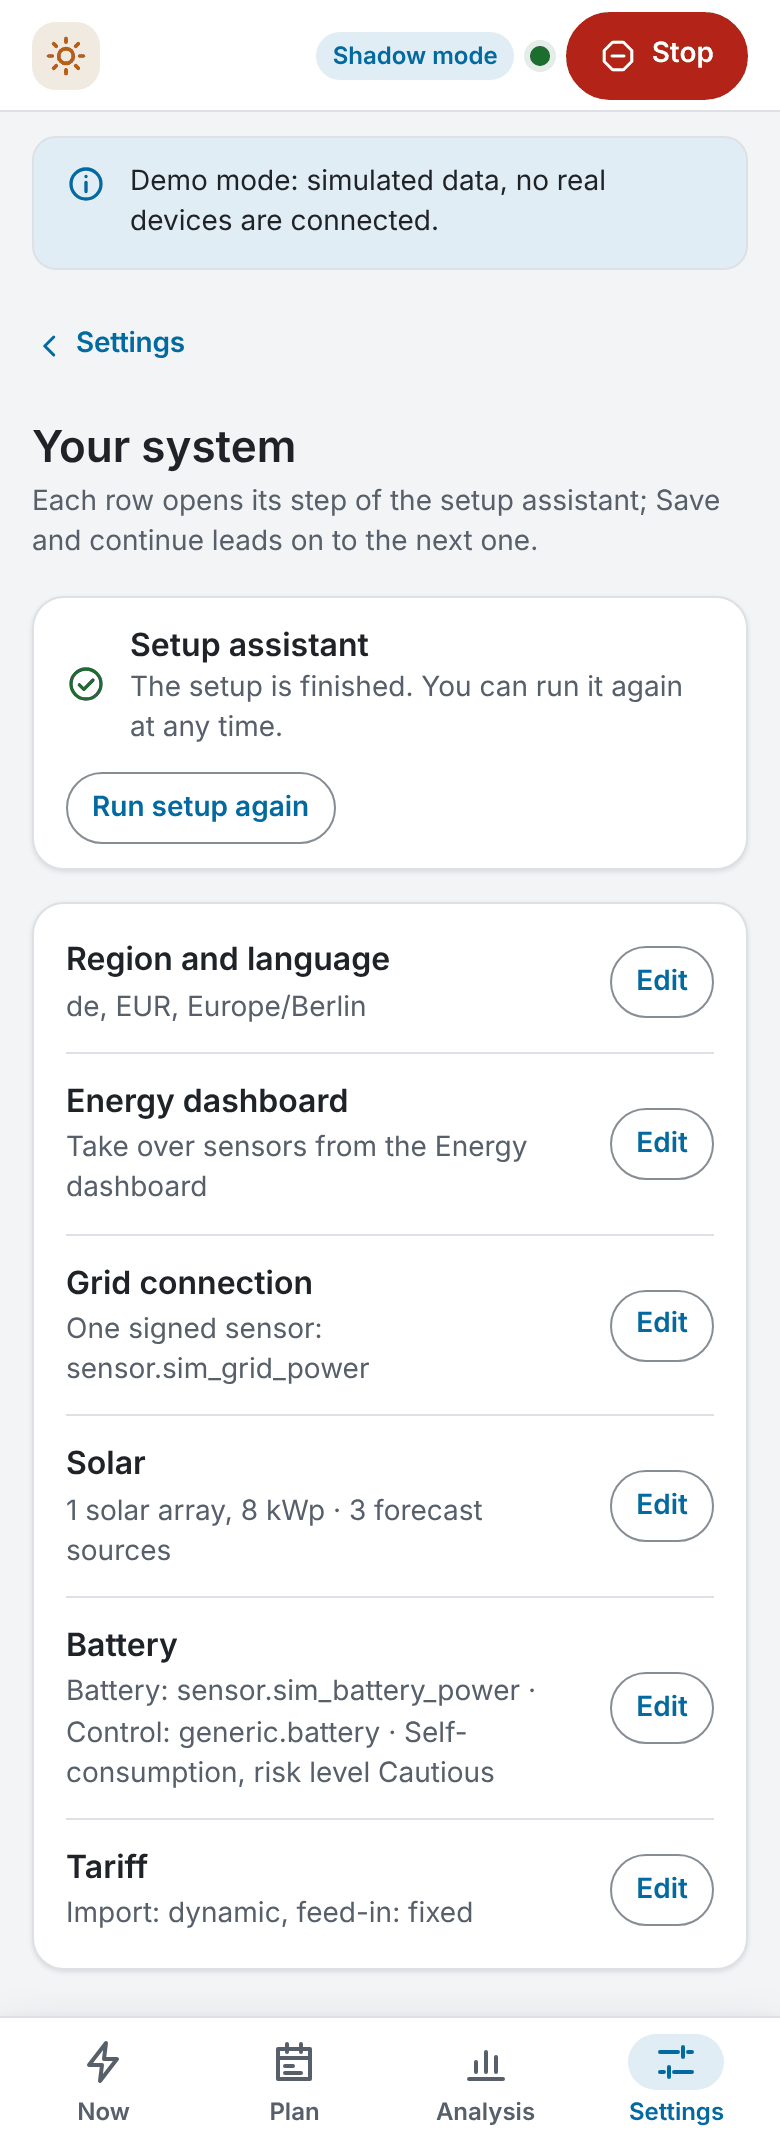 Shadow mode
Stop
Demo mode: simulated data, no real
devices are connected.
Settings
Your system
Each row opens its step of the setup assistant; Save
and continue leads on to the next one.
Setup assistant
The setup is finished. You can run it again
at any time.
Run setup again
Region and language
de, EUR, Europe/Berlin
Edit
Energy dashboard
Take over sensors from the Energy
dashboard
Edit
Grid connection
One signed sensor:
sensor.sim_grid_power
Edit
Solar
1 solar array, 8 kWp · 3 forecast
sources
Edit
Battery
Battery: sensor.sim_battery_power ·
Control: generic.battery · Self-
consumption, risk level Cautious
Edit
Tariff
Import: dynamic, feed-in: fixed
Edit
Now
Plan
Analysis
Settings